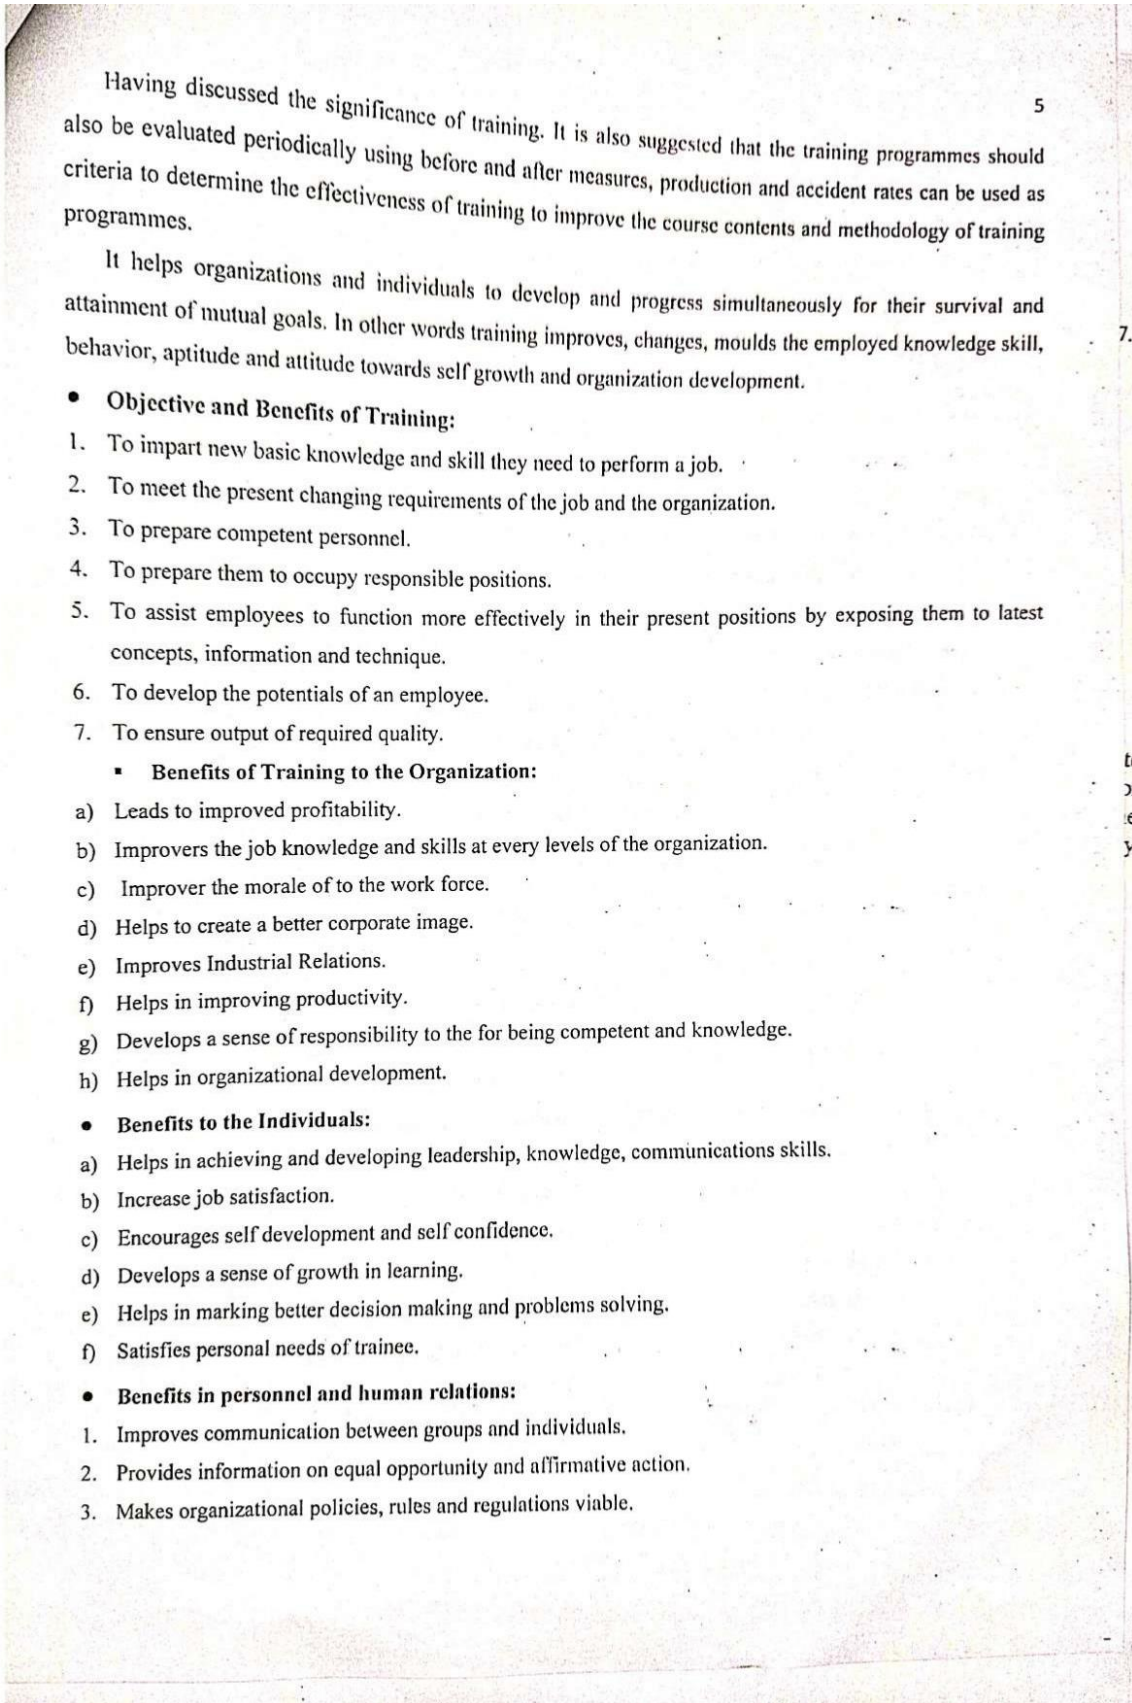 5
Having discussed the significance of training. It is also suggested that the training programmes should
also be evaluated periodically using before and after measures, production and accident rates can be used as
criteria to determine the effectiveness of training to improve the course contents and methodology of training
programmes.
It helps organizations and individuals to develop and progress simultaneously for their survival and
attainment of mutual goals. In other words training improves, changes, moulds the employed knowledge skill,
behavior, aptitude and attitude towards self growth and organization development.
• Objective and Benefits of Training:
1. To impart new basic knowledge and skill they need to perform a job.
2. To meet the present changing requirements of the job and the organization.
3. To prepare competent personnel.
4. To prepare them to occupy responsible positions.
5. To assist employees to function more effectively in their present positions by exposing them to latest
concepts, information and technique.
6. To develop the potentials of an employee.
7. To ensure output of required quality.
▪ Benefits of Training to the Organization:
a) Leads to improved profitability.
b) Improvers the job knowledge and skills at every levels of the organization.
c) Improver the morale of to the work force.
d) Helps to create a better corporate image.
e) Improves Industrial Relations.
f) Helps in improving productivity.
g) Develops a sense of responsibility to the for being competent and knowledge.
h) Helps in organizational development.
• Benefits to the Individuals:
a) Helps in achieving and developing leadership, knowledge, communications skills.
b) Increase job satisfaction.
c) Encourages self development and self confidence.
d) Develops a sense of growth in learning.
e) Helps in marking better decision making and problems solving.
f) Satisfies personal needs of trainee.
• Benefits in personnel and human relations:
1. Improves communication between groups and individuals.
2. Provides information on equal opportunity and affirmative action.
3. Makes organizational policies, rules and regulations viable.
7.